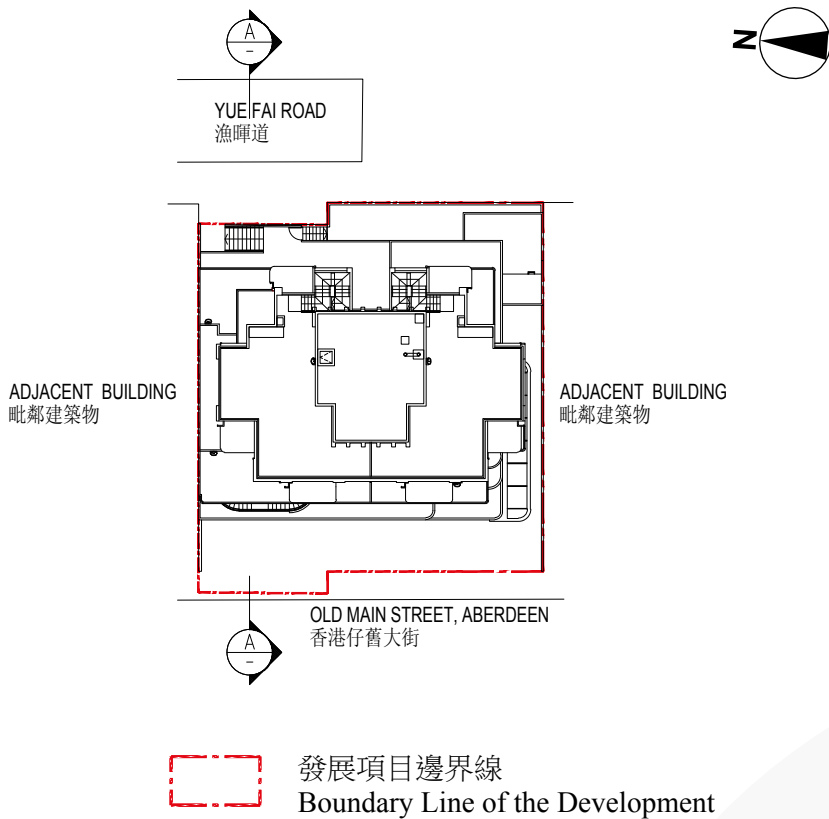 A
–
N
YUE FAI ROAD
漁暉道
ADJACENT BUILDING
毗鄰建築物
ADJACENT BUILDING
毗鄰建築物
OLD MAIN STREET, ABERDEEN
香港仔舊大街
A
–
發展項目邊界線
Boundary Line of the Development